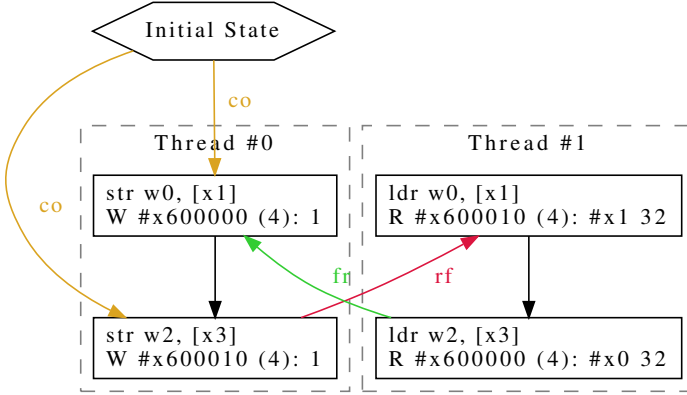 Initial State
co
Thread #0
Thread #1
str w0, [x1]
W #x600000 (4): 1
ldr w0, [x1]
R #x600010 (4): #x1 32
co
fr
rf
str w2, [x3]
W #x600010 (4): 1
ldr w2, [x3]
R #x600000 (4): #x0 32